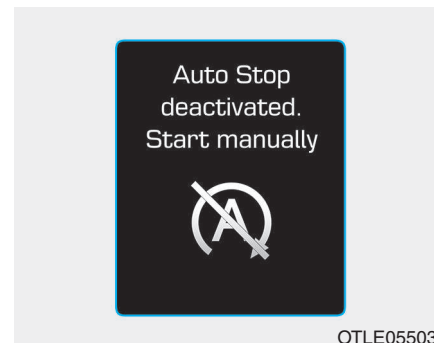 Auto Stop
deactivated.
Start manually
A
OTLE05503